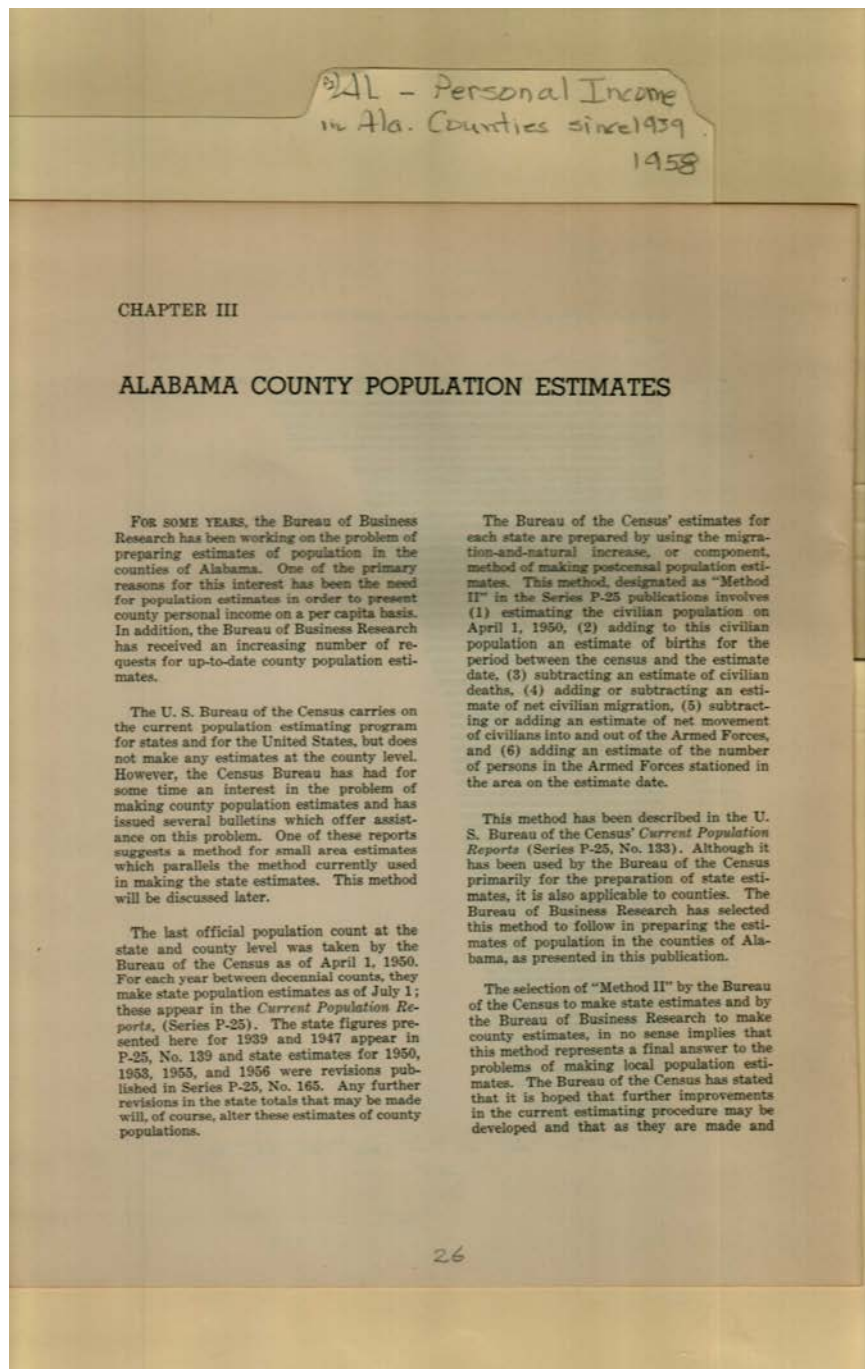 AL - Personal Income
in Ala. Counties since 1939
1958
CHAPTER III
ALABAMA COUNTY POPULATION ESTIMATES
FOR SOME YEARS, the Bureau of Business
Research has been working on the problem of
preparing estimates of population in the
counties of Alabama. One of the primary
reasons for this interest has been the need
for population estimates in order to present
county personal income on a per capita basis.
In addition, the Bureau of Business Research
has received an increasing number of re-
quests for up-to-date county population esti-
mates.
The U. S. Bureau of the Census carries on
the current population estimating program
for states and for the United States, but does
not make any estimates at the county level.
However, the Census Bureau has had for
some time an interest in the problem of
making county population estimates and has
issued several bulletins which offer assist-
ance on this problem. One of these reports
suggests a method for small area estimates
which parallels the method currently used
in making the state estimates. This method
will be discussed later.
The last official population count at the
state and county level was taken by the
Bureau of the Census as of April 1, 1950.
For each year between decennial counts, they
make state population estimates as of July 1;
these appear in the Current Population Re-
ports, (Series P-25). The state figures pre-
sented here for 1939 and 1947 appear in
P-25, No. 139 and state estimates for 1950,
1953, 1955, and 1956 were revisions pub-
lished in Series P-25, No. 165. Any further
revisions in the state totals that may be made
will, of course, alter these estimates of county
populations.
The Bureau of the Census' estimates for
each state are prepared by using the migra-
tion-and-natural increase, or component,
method of making postcensal population esti-
mates. This method, designated as "Method
II" in the Series P-25 publications involves
(1) estimating the civilian population on
April 1, 1950, (2) adding to this civilian
population an estimate of births for the
period between the census and the estimate
date, (3) subtracting an estimate of civilian
deaths, (4) adding or subtracting an esti-
mate of net civilian migration, (5) subtract-
ing or adding an estimate of net movement
of civilians into and out of the Armed Forces,
and (6) adding an estimate of the number
of persons in the Armed Forces stationed in
the area on the estimate date.
This method has been described in the U.
S. Bureau of the Census' Current Population
Reports (Series P-25, No. 133). Although it
has been used by the Bureau of the Census
primarily for the preparation of state esti-
mates, it is also applicable to counties. The
Bureau of Business Research has selected
this method to follow in preparing the esti-
mates of population in the counties of Ala-
bama, as presented in this publication.
The selection of "Method II" by the Bureau
of the Census to make state estimates and by
the Bureau of Business Research to make
county estimates, in no sense implies that
this method represents a final answer to the
problems of making local population esti-
mates. The Bureau of the Census has stated
that it is hoped that further improvements
in the current estimating procedure may be
developed and that as they are made and
26